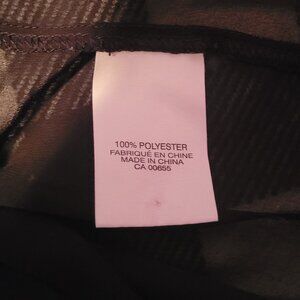 100% POLYESTER
FABRIQUÉ EN CHINE
MADE IN CHINA
CA 00655